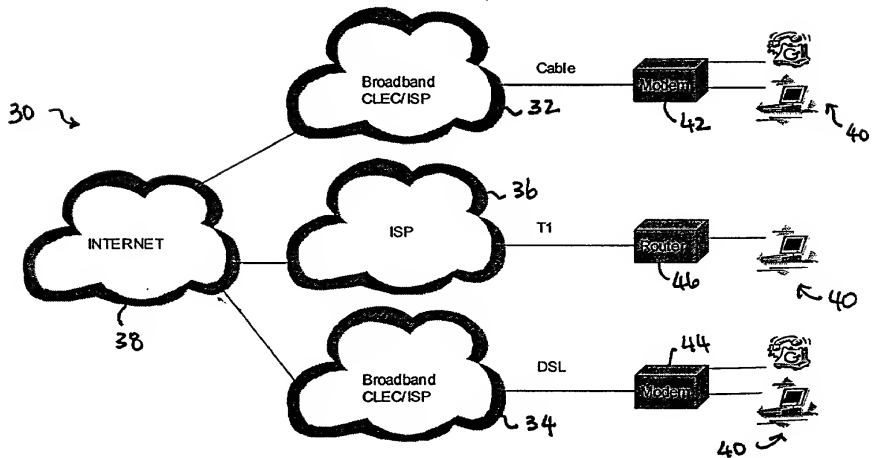 30
Broadband
CLEC/ISP
32
Cable
Modem
42
40
INTERNET
38
ISP
36
T1
Router
46
40
Broadband
CLEC/ISP
34
DSL
44
Modem
40